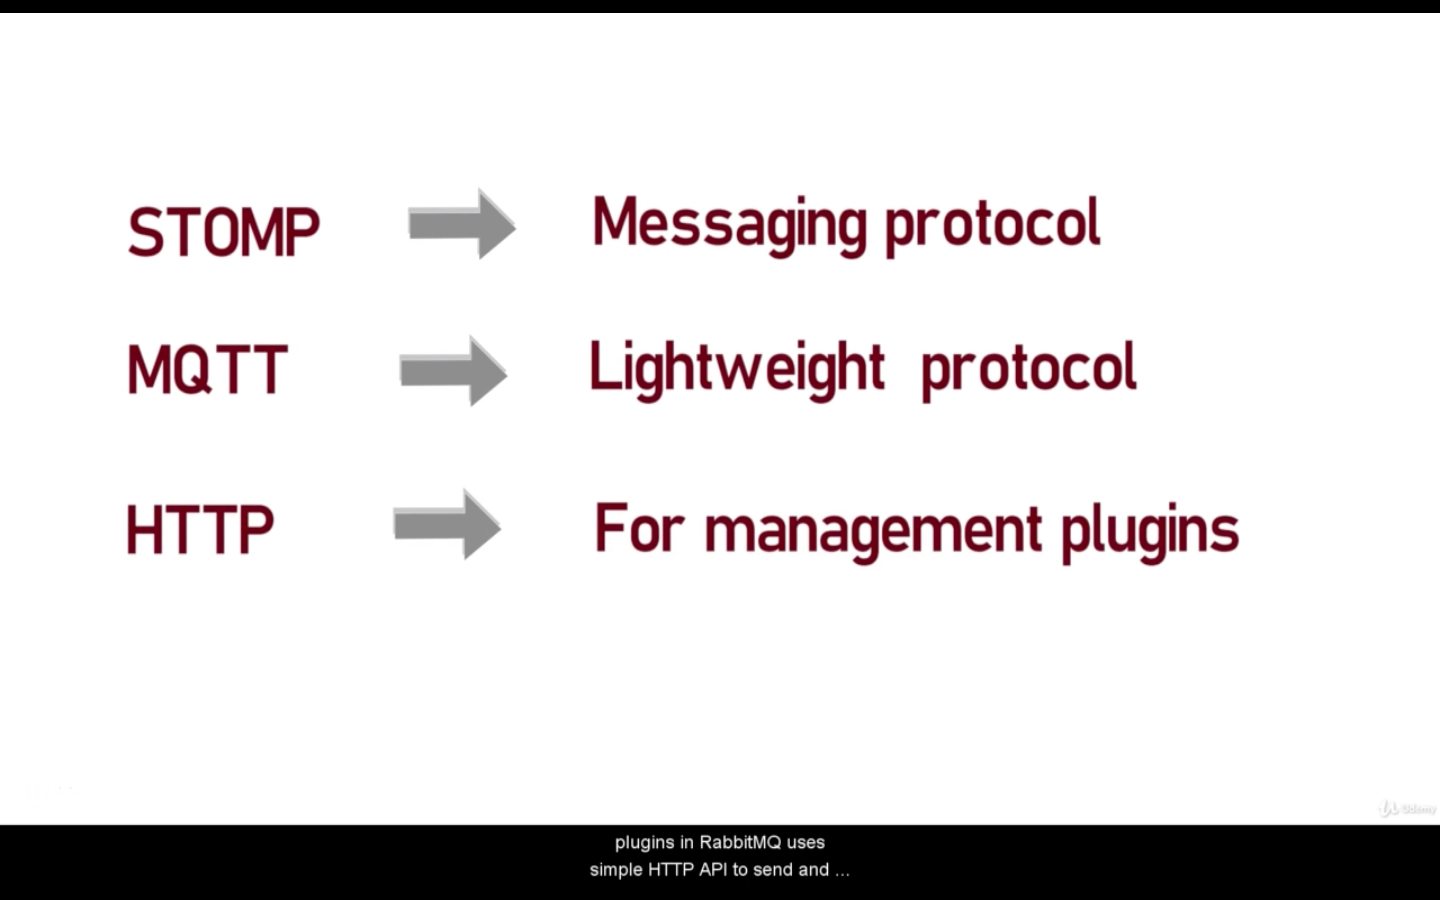 STOMP Messaging protocol
MQTT Lightweight protocol
HTTP For management plugins
Udemy
plugins in RabbitMQ uses
simple HTTP API to send and ...